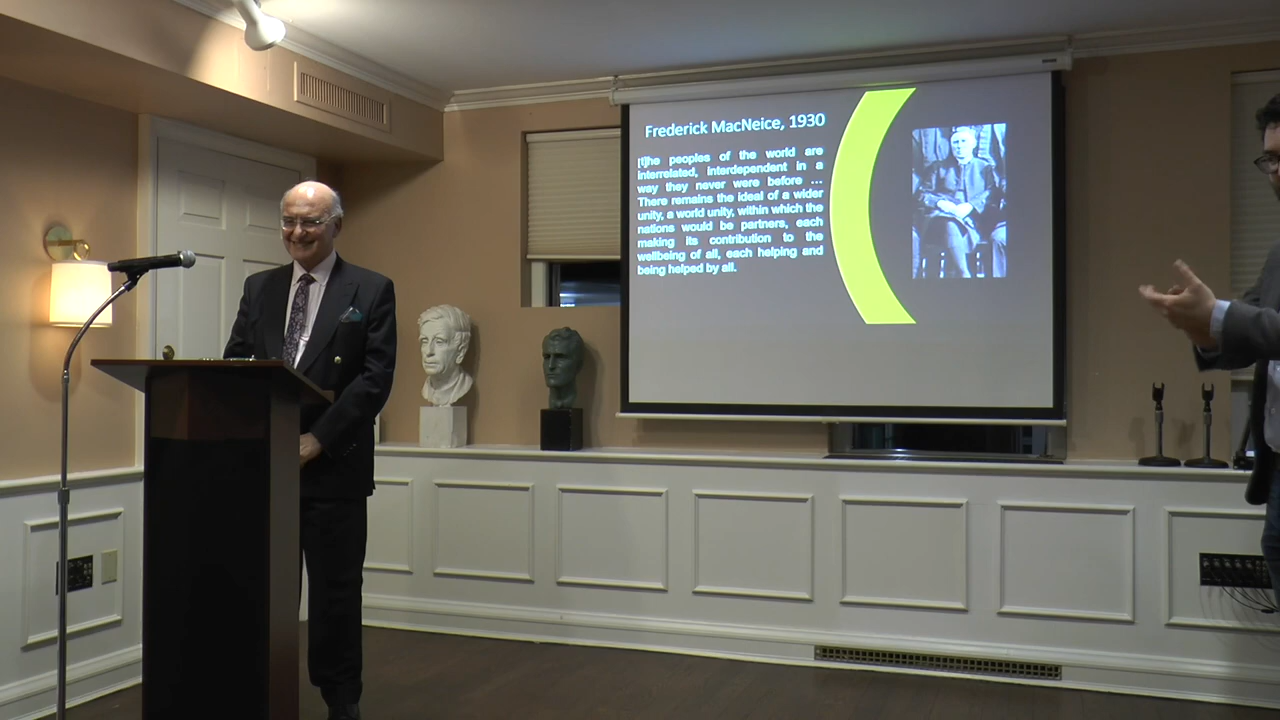 Frederick MacNeice, 1930
[t]he peoples of the world are
interrelated, interdependent in a
way they never were before ...
There remains the ideal of a wider
unity, a world unity, within which the
nations would be partners, each
making its contribution to the
wellbeing of all, each helping and
being helped by all.